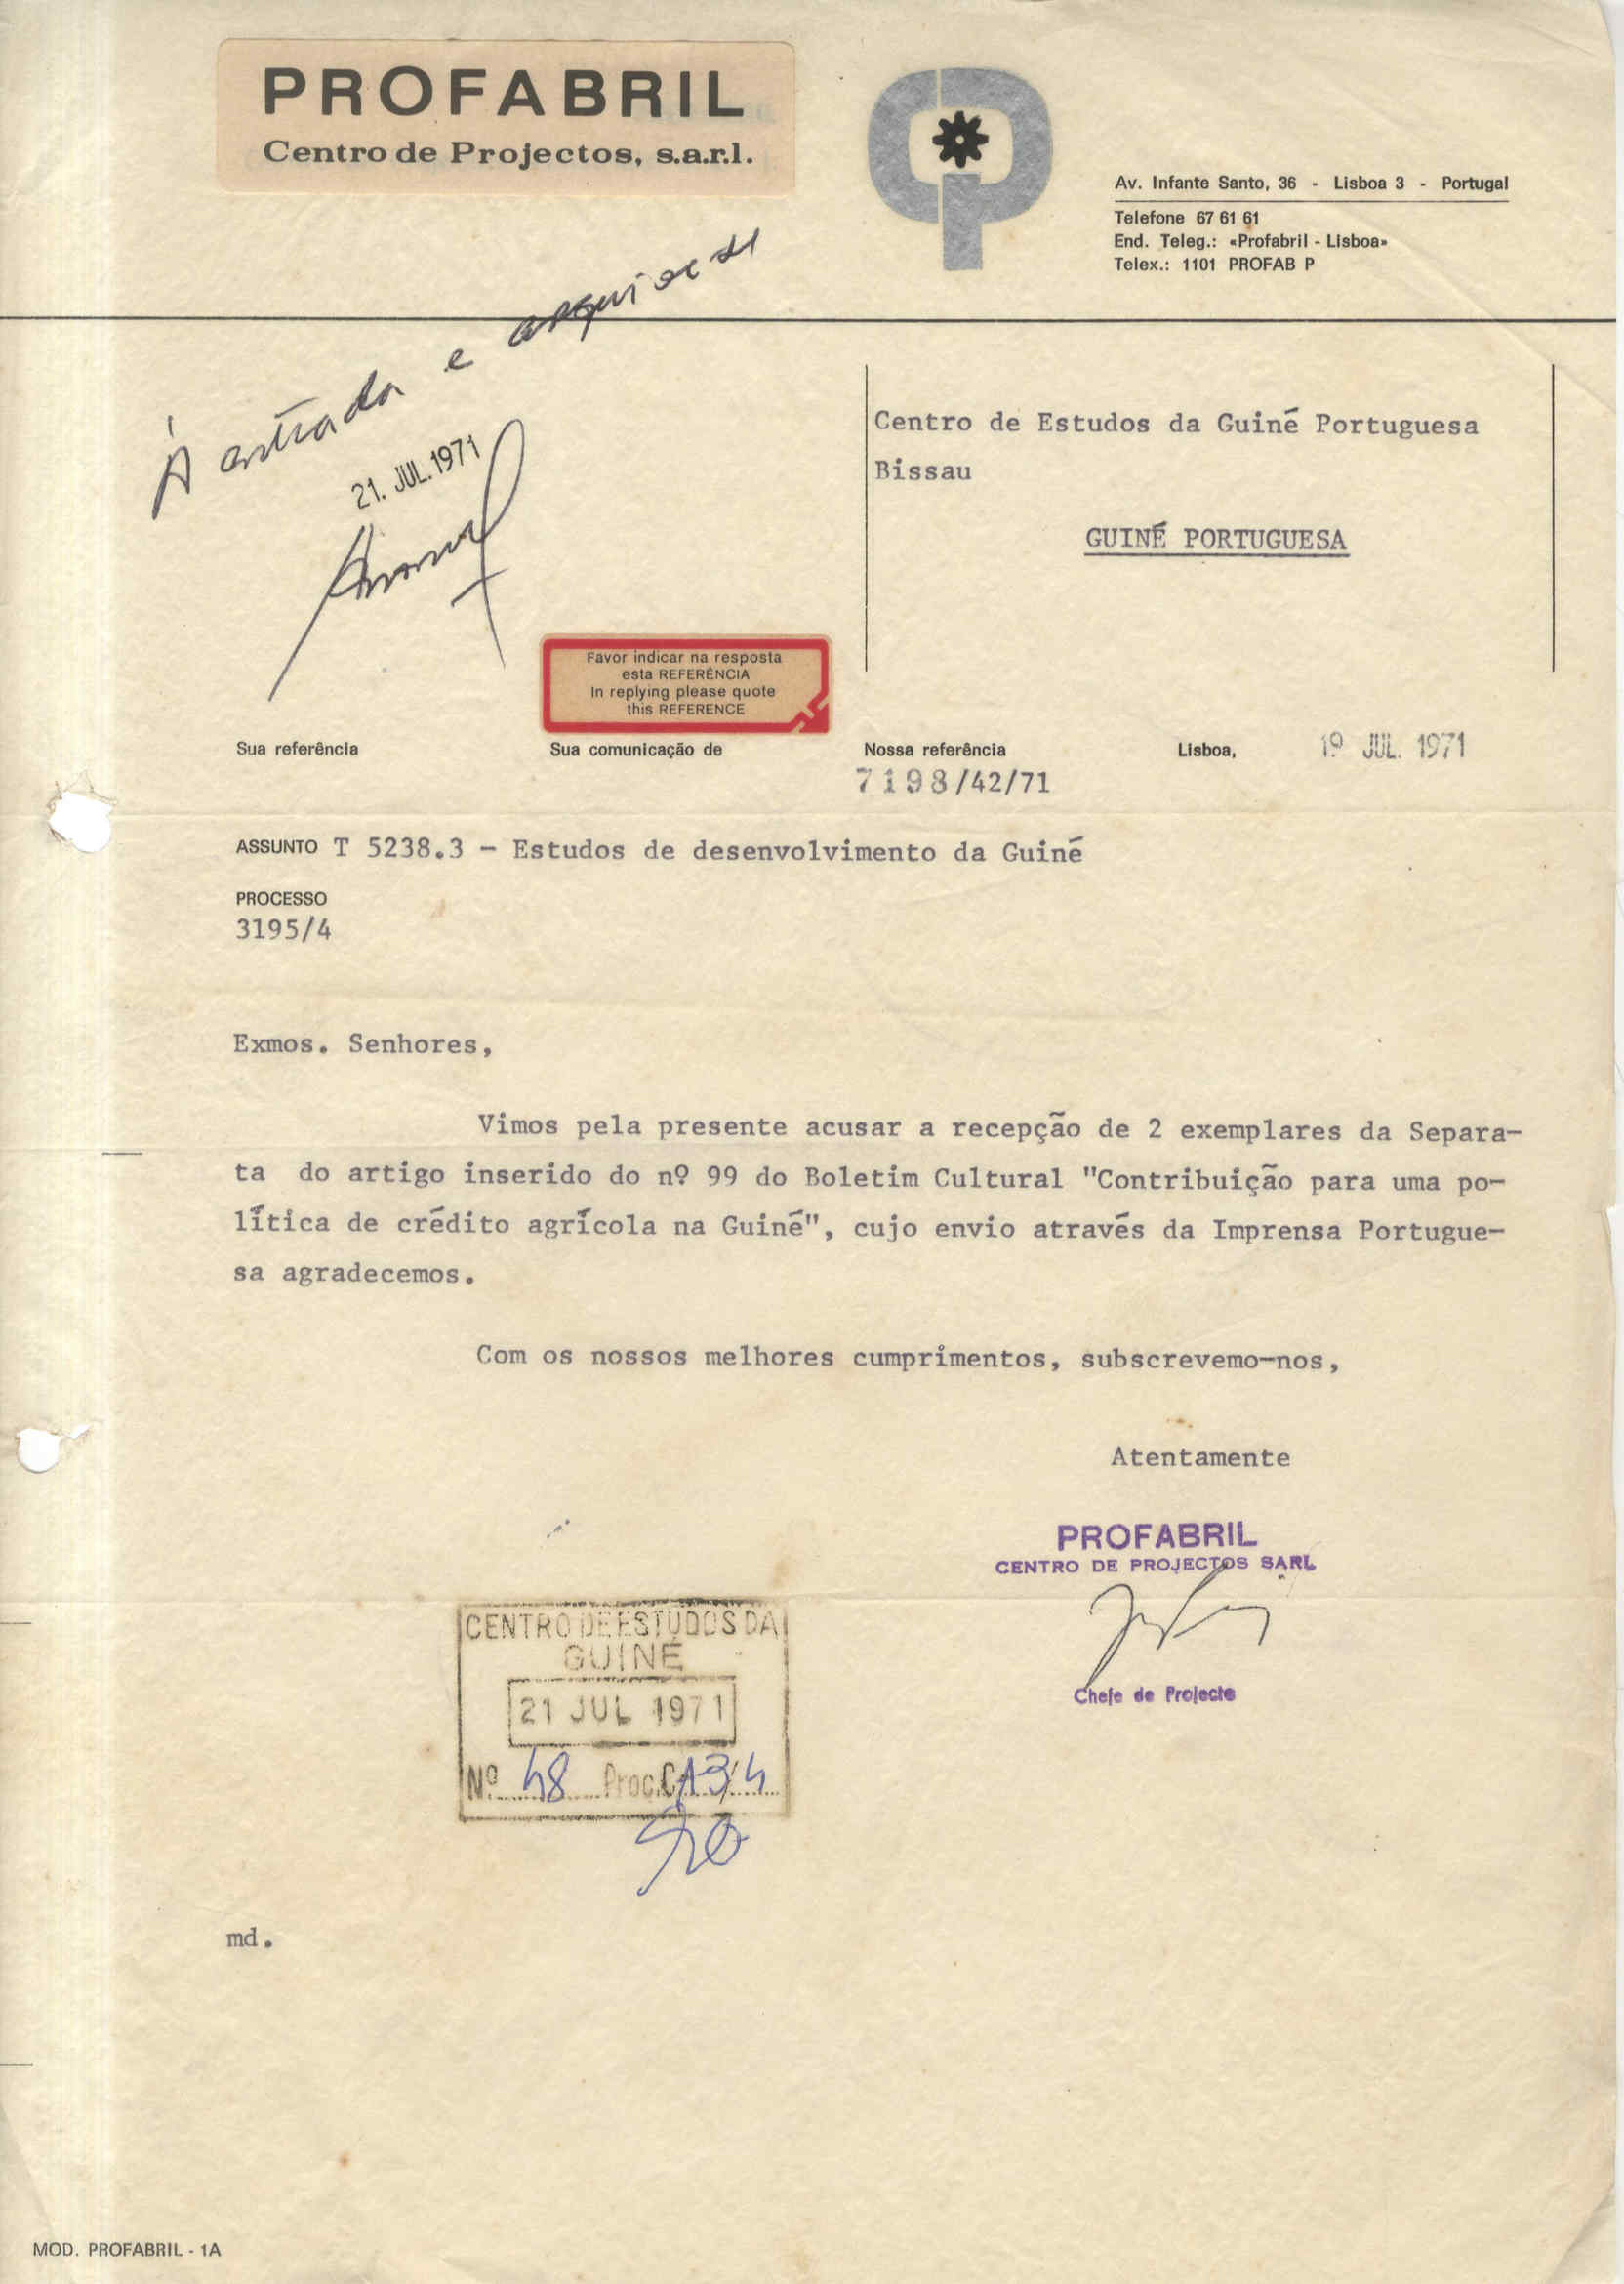 PROFABRIL
Centro de Projectos, s.a.r.l.
Av. Infante Santo, 36 - Lisboa 3 - Portugal
Telefone 67 61 61
End. Teleg.: «Profabril - Lisboa»
Telex.: 1101 PROFAB P
À entrada e arquivar
21. JUL. 1971
Centro de Estudos da Guiné Portuguesa
Bissau
GUINÉ PORTUGUESA
Favor indicar na resposta
esta REFERÊNCIA
In replying please quote
this REFERENCE
Sua referência
Sua comunicação de
Nossa referência
Lisboa, 19 JUL. 1971
7198/42/71
ASSUNTO T 5238.3 - Estudos de desenvolvimento da Guiné
PROCESSO
3195/4
Exmos. Senhores,
Vimos pela presente acusar a recepção de 2 exemplares da Separa-
ta do artigo inserido do nº 99 do Boletim Cultural "Contribuição para uma po-
lítica de crédito agrícola na Guiné", cujo envio através da Imprensa Portugue-
sa agradecemos.
Com os nossos melhores cumprimentos, subscrevemo-nos,
Atentamente
PROFABRIL
CENTRO DE PROJECTOS SARL
Chefe de Projecto
CENTRO DE ESTUDOS DA
GUINÉ
21 JUL 1971
Nº 48 Proc. C/13/4
md.
MOD. PROFABRIL - 1A